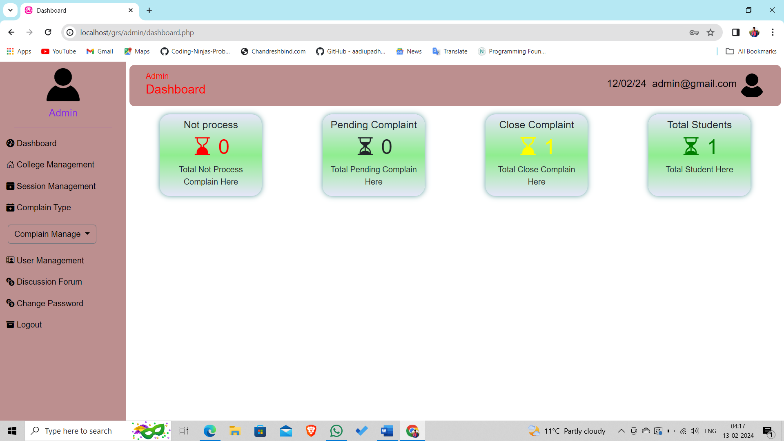 Dashboard
localhost/grs/admin/dashboard.php
Apps YouTube Gmail Maps Coding-Ninjas-Prob... Chandreshbind.com GitHub - aadiupadh... News Translate Programming Foun... All Bookmarks
Admin
Admin
Dashboard
12/02/24 admin@gmail.com
Dashboard
College Management
Session Management
Complain Type
Complain Manage
User Management
Discussion Forum
Change Password
Logout
Not process
0
Total Not Process
Complain Here
Pending Complaint
0
Total Pending Complain
Here
Close Complaint
1
Total Close Complain
Here
Total Students
1
Total Student Here
Type here to search
11°C Partly cloudy
ENG
04:17
13-02-2024